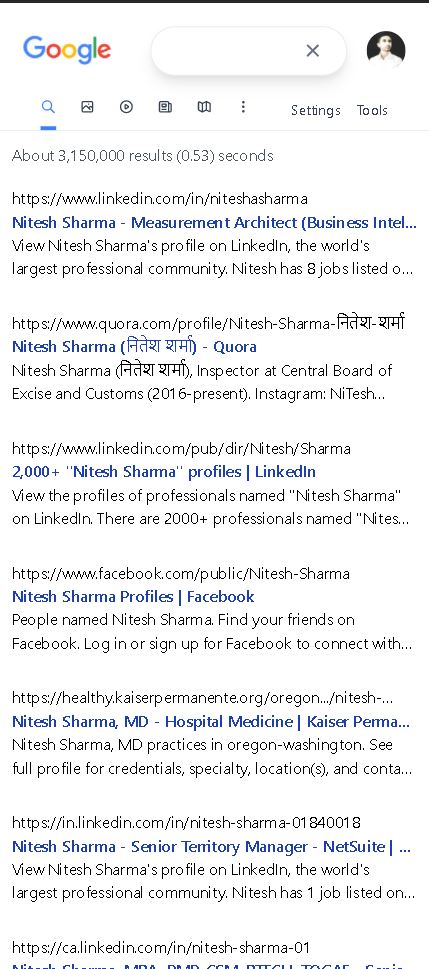 Google
Settings Tools
About 3,150,000 results (0.53) seconds
https://www.linkedin.com/in/niteshasharma
Nitesh Sharma - Measurement Architect (Business Intel...
View Nitesh Sharma's profile on LinkedIn, the world's
largest professional community. Nitesh has 8 jobs listed o...
https://www.quora.com/profile/Nitesh-Sharma-नितेश-शर्मा
Nitesh Sharma (नितेश शर्मा) - Quora
Nitesh Sharma (नितेश शर्मा), Inspector at Central Board of
Excise and Customs (2016-present). Instagram: NiTesh...
https://www.linkedin.com/pub/dir/Nitesh/Sharma
2,000+ "Nitesh Sharma" profiles | LinkedIn
View the profiles of professionals named "Nitesh Sharma"
on LinkedIn. There are 2000+ professionals named "Nites...
https://www.facebook.com/public/Nitesh-Sharma
Nitesh Sharma Profiles | Facebook
People named Nitesh Sharma. Find your friends on
Facebook. Log in or sign up for Facebook to connect with...
https://healthy.kaiserpermanente.org/oregon.../nitesh-...
Nitesh Sharma, MD - Hospital Medicine | Kaiser Perma...
Nitesh Sharma, MD practices in oregon-washington. See
full profile for credentials, specialty, location(s), and conta...
https://in.linkedin.com/in/nitesh-sharma-01840018
Nitesh Sharma - Senior Territory Manager - NetSuite | ...
View Nitesh Sharma's profile on LinkedIn, the world's
largest professional community. Nitesh has 1 job listed on...
https://ca.linkedin.com/in/nitesh-sharma-01
Nitesh Sharma, MBA, PMP, CSM, BTECH, TOGAF - Senio...